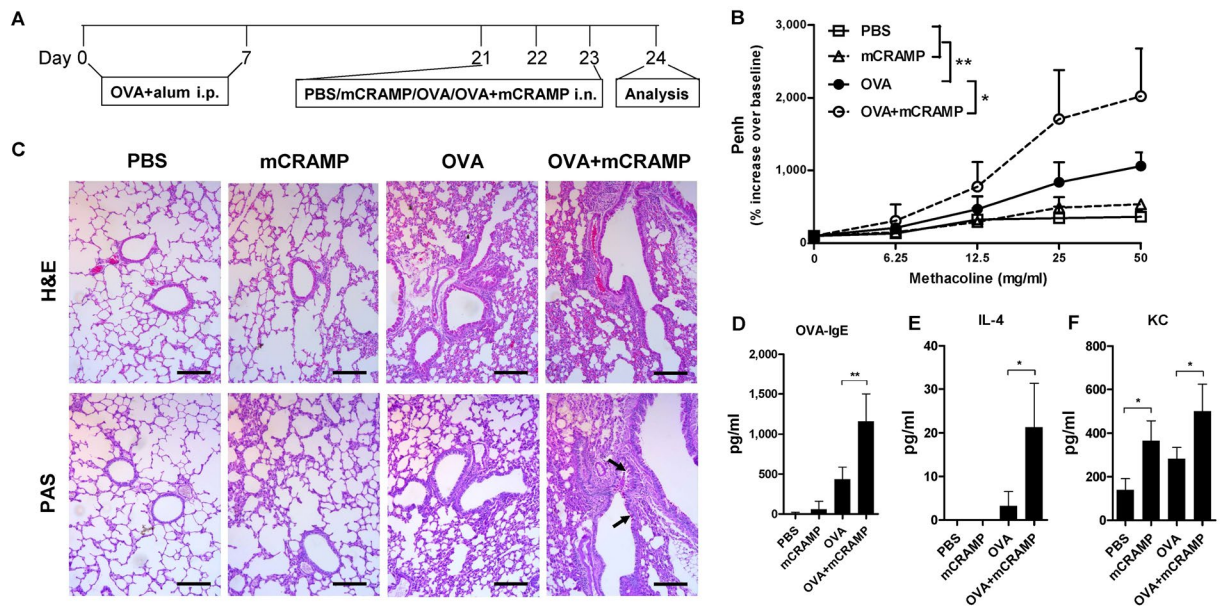 A
Day 0 7 21 22 23 24
OVA+alum i.p.
PBS/mCRAMP/OVA/OVA+mCRAMP i.n.
Analysis
B
Penh
(% increase over baseline)
3,000
2,000
1,000
0
PBS
mCRAMP
OVA
OVA+mCRAMP
**
*
0 6.25 12.5 25 50
Methacoline (mg/ml)
C
PBS mCRAMP OVA OVA+mCRAMP
H&E
PAS
D
OVA-IgE
pg/ml
2,000
1,500
1,000
500
0
**
PBS
mCRAMP
OVA
OVA+mCRAMP
E
IL-4
pg/ml
40
30
20
10
0
*
PBS
mCRAMP
OVA
OVA+mCRAMP
F
KC
pg/ml
800
600
400
200
0
*
*
PBS
mCRAMP
OVA
OVA+mCRAMP